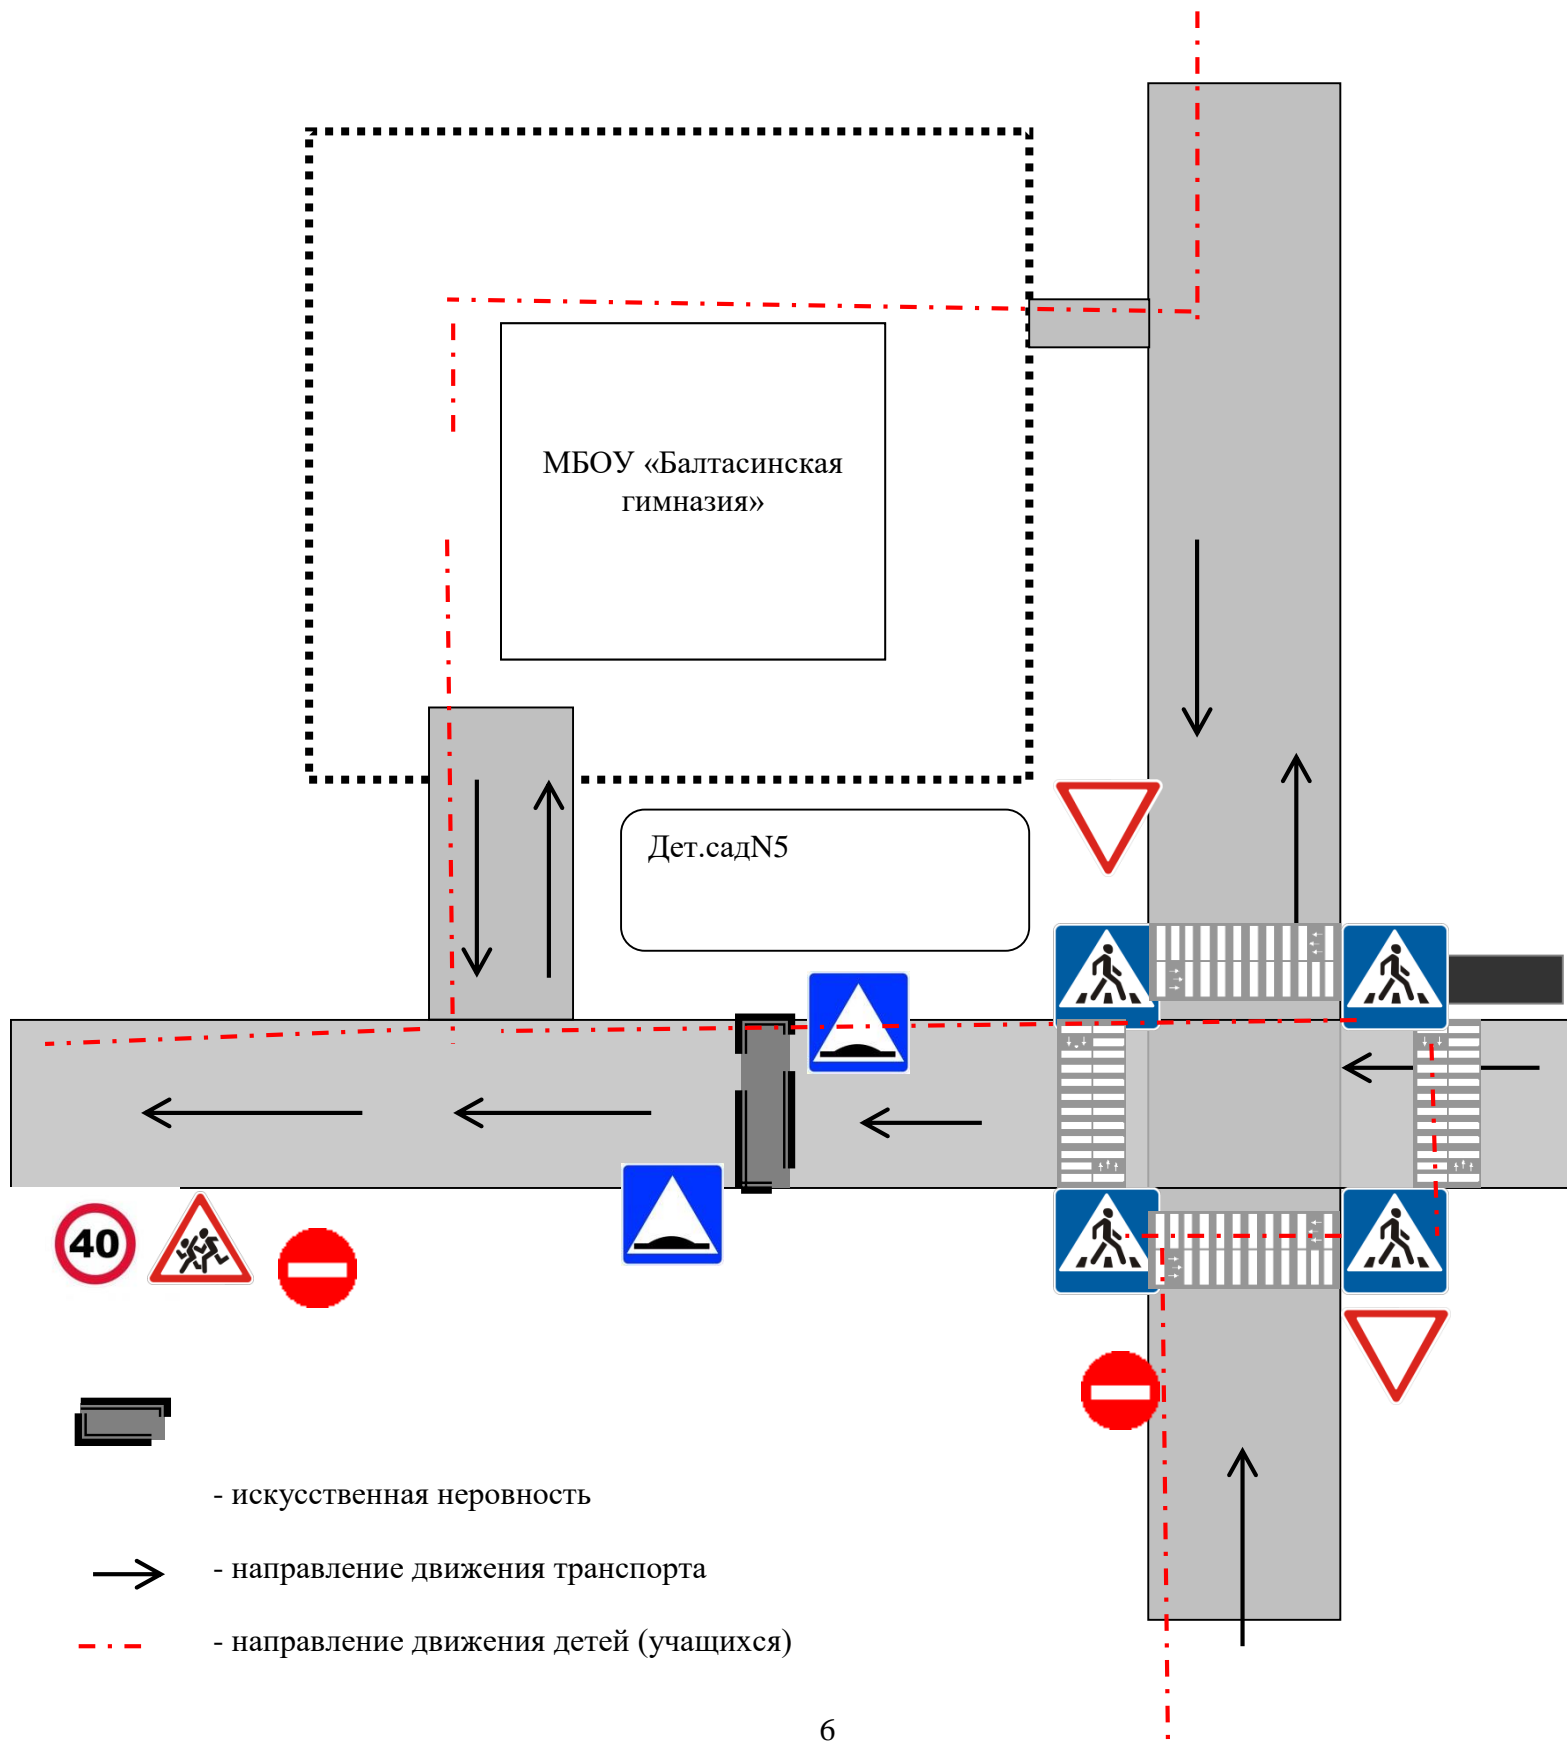 МБОУ «Балтасинская
гимназия»
Дет.садN5
40
- искусственная неровность
- направление движения транспорта
- направление движения детей (учащихся)
6